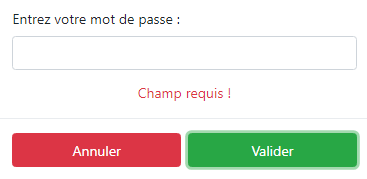 Entrez votre mot de passe :
Champ requis !
Annuler
Valider